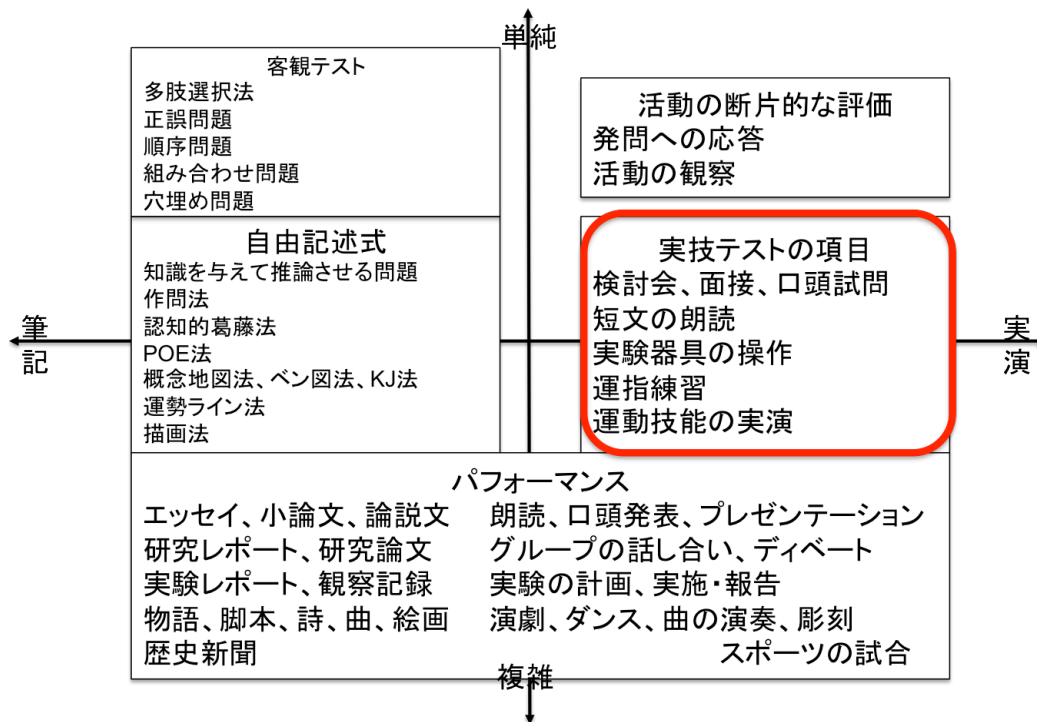 単純
客観テスト
多肢選択法
正誤問題
順序問題
組み合わせ問題
穴埋め問題
活動の断片的な評価
発問への応答
活動の観察
自由記述式
知識を与えて推論させる問題
作問法
認知的葛藤法
POE法
概念地図法、ベン図法、KJ法
運勢ライン法
描画法
実技テストの項目
検討会、面接、口頭試問
短文の朗読
実験器具の操作
運指練習
運動技能の実演
筆記
実演
パフォーマンス
エッセイ、小論文、論説文
研究レポート、研究論文
実験レポート、観察記録
物語、脚本、詩、曲、絵画
歴史新聞
朗読、口頭発表、プレゼンテーション
グループの話し合い、ディベート
実験の計画、実施・報告
演劇、ダンス、曲の演奏、彫刻
スポーツの試合
複雑